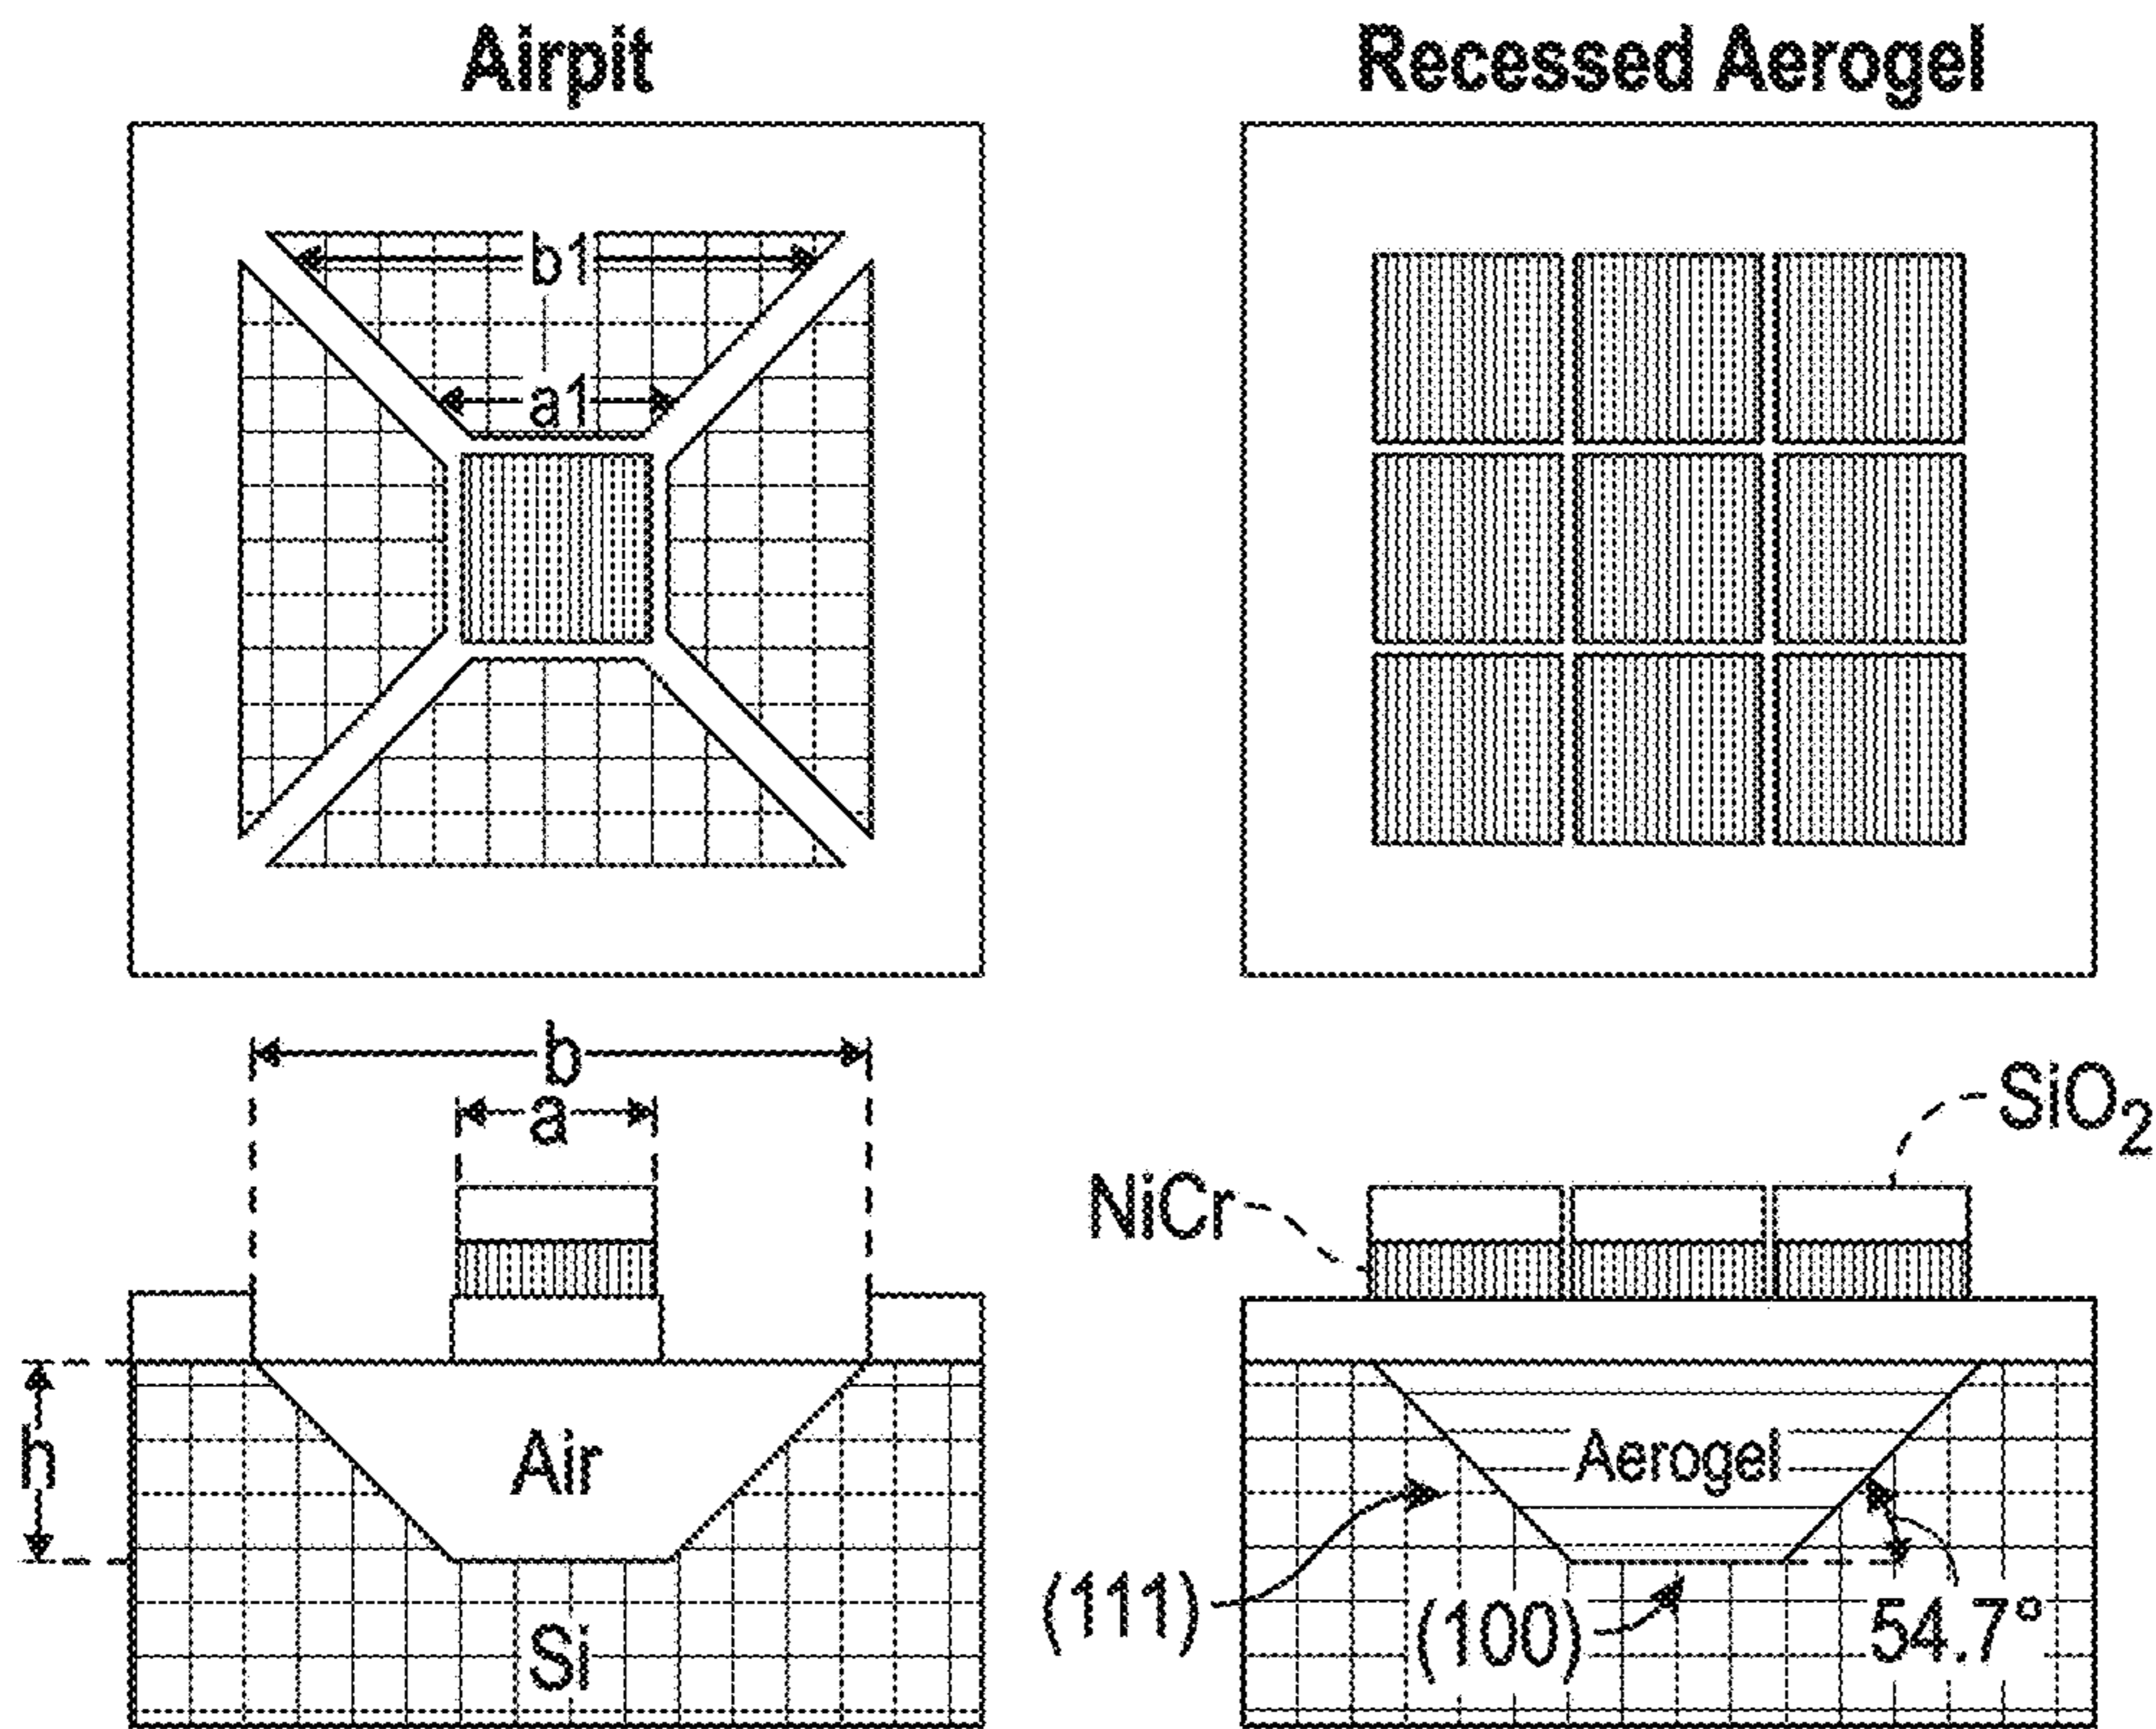 Airpit
Recessed Aerogel
b1
a1
b
a
SiO2
NiCr
h
Air
Aerogel
(111)
(100)
54.7°
Si